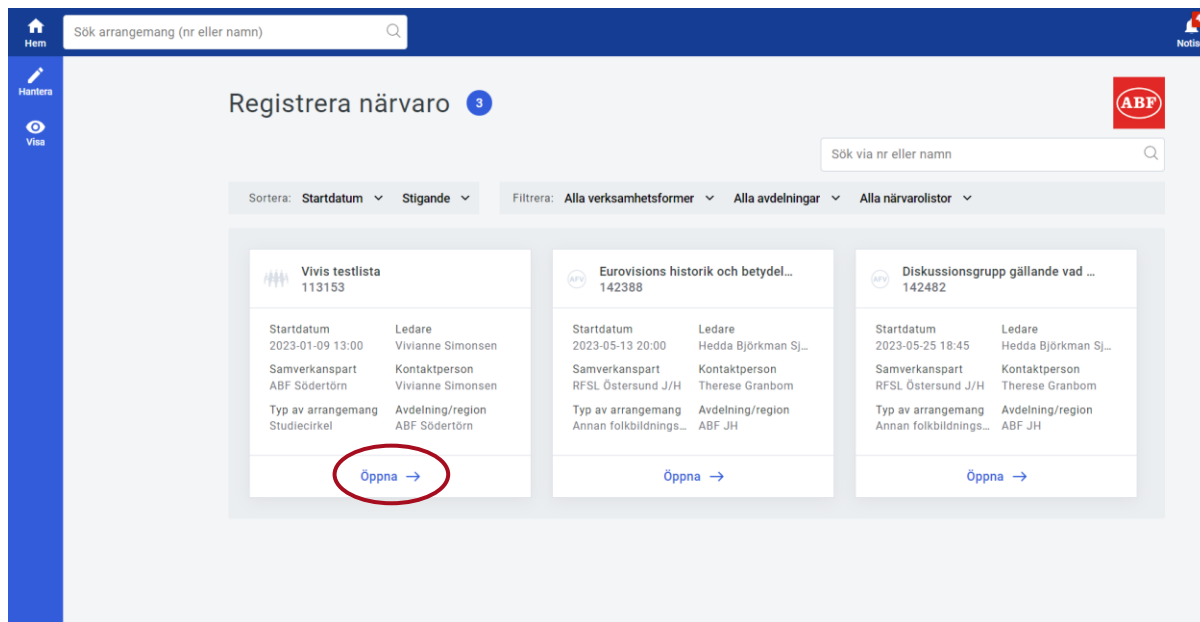 Hem
Sök arrangemang (nr eller namn)
Notis
Hantera
Visa
Registrera närvaro 3
ABF
Sök via nr eller namn
Sortera: Startdatum Stigande
Filtrera: Alla verksamhetsformer Alla avdelningar Alla närvarolistor
Vivis testlista
113153
Startdatum Ledare
2023-01-09 13:00 Vivianne Simonsen
Samverkanspart Kontaktperson
ABF Södertörn Vivianne Simonsen
Typ av arrangemang Avdelning/region
Studiecirkel ABF Södertörn
Öppna →
AFV
Eurovisions historik och betydel...
142388
Startdatum Ledare
2023-05-13 20:00 Hedda Björkman Sj...
Samverkanspart Kontaktperson
RFSL Östersund J/H Therese Granbom
Typ av arrangemang Avdelning/region
Annan folkbildnings... ABF JH
Öppna →
AFV
Diskussionsgrupp gällande vad ...
142482
Startdatum Ledare
2023-05-25 18:45 Hedda Björkman Sj...
Samverkanspart Kontaktperson
RFSL Östersund J/H Therese Granbom
Typ av arrangemang Avdelning/region
Annan folkbildnings... ABF JH
Öppna →